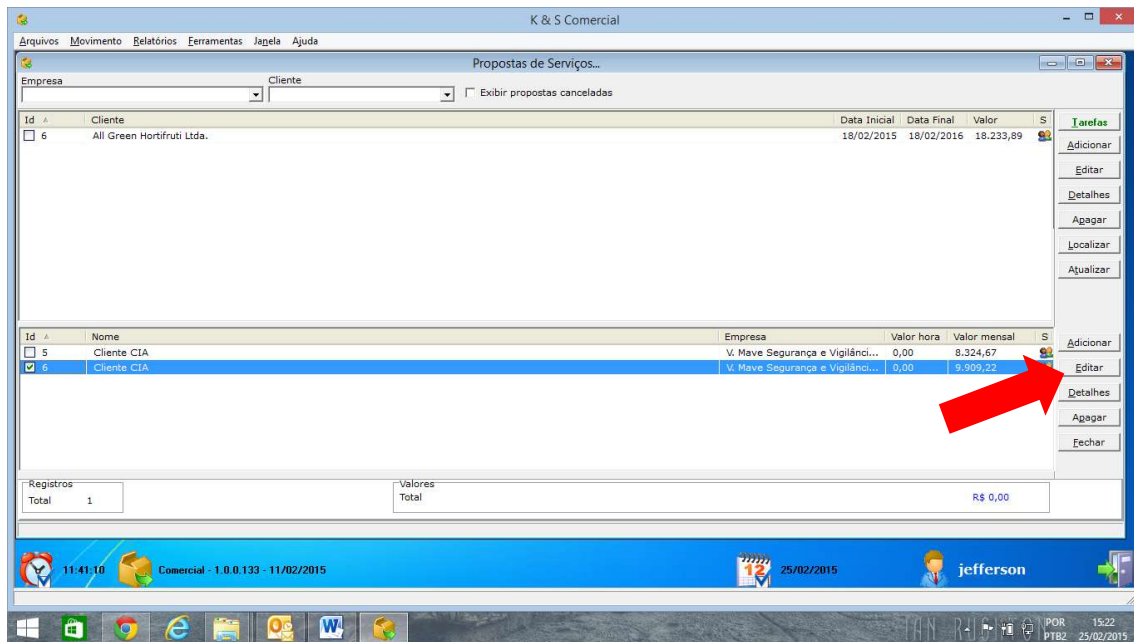 K & S Comercial
Arquivos Movimento Relatórios Ferramentas Janela Ajuda
Propostas de Serviços...
Empresa Cliente
Exibir propostas canceladas
Id Cliente Data Inicial Data Final Valor S
6 All Green Hortifruti Ltda. 18/02/2015 18/02/2016 18.233,89
Tarefas
Adicionar
Editar
Detalhes
Apagar
Localizar
Atualizar
Id Nome Empresa Valor hora Valor mensal S
5 Cliente CIA V. Mave Segurança e Vigilânci... 0,00 8.324,67
6 Cliente CIA V. Mave Segurança e Vigilânci... 0,00 9.909,22
Adicionar
Editar
Detalhes
Apagar
Fechar
Registros Valores
Total 1 Total R$ 0,00
11:41:10 Comercial - 1.0.0.133 - 11/02/2015 12 25/02/2015 jefferson
POR 15:22
PTB2 25/02/2015